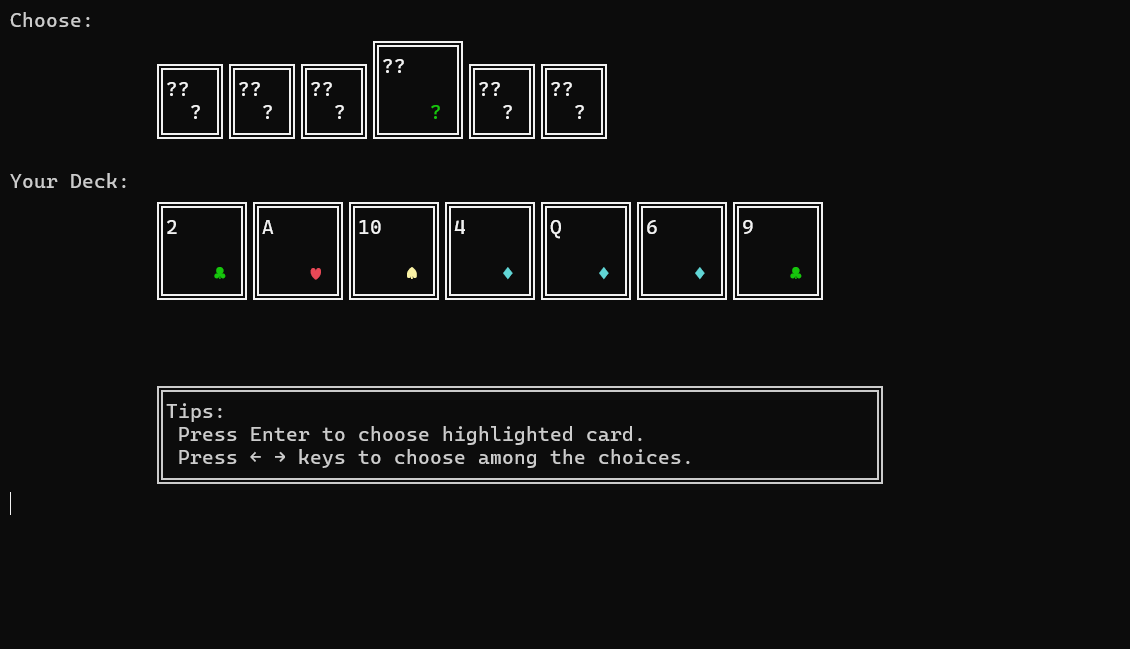 Choose:
?? ?? ?? ?? ?? ??
? ? ? ? ? ?
Your Deck:
2 A 10 4 Q 6 9
♣ ♥ ♠ ♦ ♦ ♦ ♣
Tips:
Press Enter to choose highlighted card.
Press ← → keys to choose among the choices.